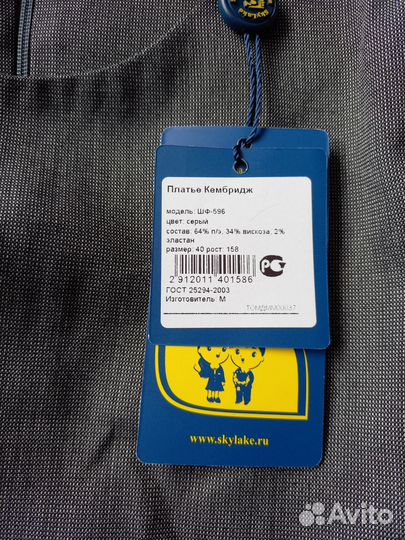 SkyLake
Платье Кембридж
модель: ШФ-596
цвет: серый
состав: 64% п/э, 34% вискоза, 2%
эластан
размер: 40 рост: 158
2 912011 401586
ГОСТ 25294-2003
Изготовитель: М
www.skylake.ru
Avito